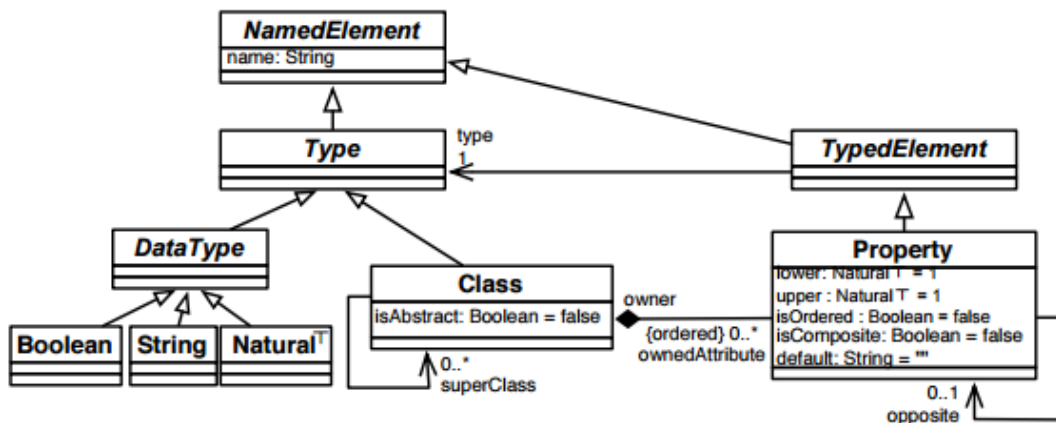 NamedElement
name: String
Type
type
1
TypedElement
DataType
Class
isAbstract: Boolean = false
Property
lower: Natural⊤ = 1
upper : Natural⊤ = 1
isOrdered : Boolean = false
isComposite: Boolean = false
default: String = ""
owner
{ordered} 0..*
ownedAttribute
Boolean
String
Natural⊤
0..*
superClass
0..1
opposite